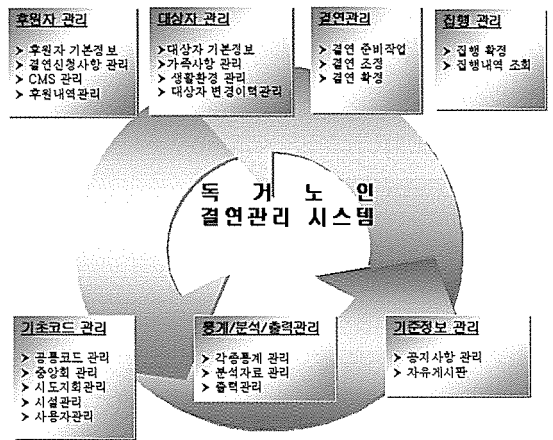 후원자 관리
➤ 후원자 기본정보
➤ 결연신청사항 관리
➤ CMS 관리
➤ 후원내역관리
대상자 관리
➤대상자 기본정보
➤가족사항 관리
➤ 생활환경 관리
➤ 대상자 변경이력관리
결연관리
➤ 결연 준비작업
➤ 결연 조정
➤ 결연 확정
집행 관리
➤ 집행 확정
➤ 집행내역 조회
독 거 노 인
결연관리 시스템
기초코드 관리
➤ 공통코드 관리
➤ 중앙회 관리
➤ 시도지회관리
➤ 시설관리
➤ 사용자관리
통계/분석/출력관리
➤ 각종통계 관리
➤ 분석자료 관리
➤ 출력관리
기준정보 관리
➤ 공지사항 관리
➤ 자유게시판